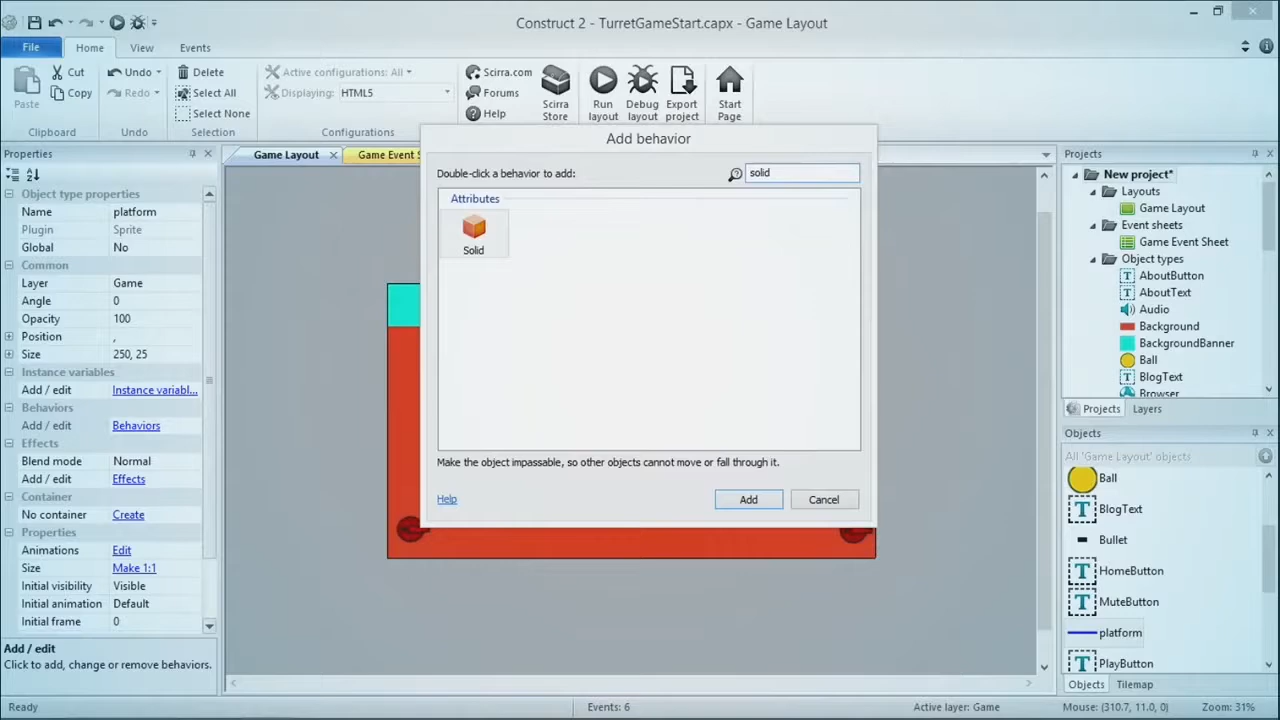 Construct 2 - TurretGameStart.capx - Game Layout
File
Home
View
Events
Paste
Cut
Copy
Clipboard
Undo
Redo
Undo
Delete
Select All
Select None
Selection
Active configurations: All
Displaying: HTML5
Configurations
Scirra.com
Forums
Help
Scirra
Store
Run
layout
Debug
layout
Export
project
Start
Page
Properties
Object type properties
Name platform
Plugin Sprite
Global No
Common
Layer Game
Angle 0
Opacity 100
Position ,
Size 250, 25
Instance variables
Add / edit Instance variabl...
Behaviors
Add / edit Behaviors
Effects
Blend mode Normal
Add / edit Effects
Container
No container Create
Properties
Animations Edit
Size Make 1:1
Initial visibility Visible
Initial animation Default
Initial frame 0
Add / edit
Click to add, change or remove behaviors.
Game Layout
Game Event S
Add behavior
Double-click a behavior to add:
solid
Attributes
Solid
Make the object impassable, so other objects cannot move or fall through it.
Help
Add
Cancel
Projects
New project*
Layouts
Game Layout
Event sheets
Game Event Sheet
Object types
AboutButton
AboutText
Audio
Background
BackgroundBanner
Ball
BlogText
Browser
Projects
Layers
Objects
All 'Game Layout' objects
Ball
BlogText
Bullet
HomeButton
MuteButton
platform
PlayButton
Objects
Tilemap
Ready
Events: 6
Active layer: Game
Mouse: (310.7, 11.0, 0)
Zoom: 31%